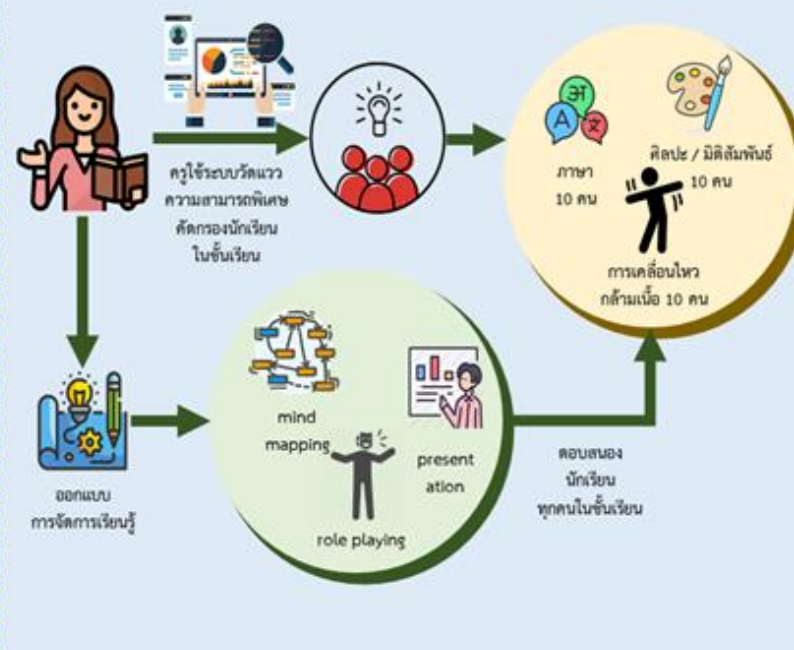 ครูใช้ระบบวัดแวว
ความสามารถพิเศษ
คัดกรองนักเรียน
ในชั้นเรียน
अ
A
文
ภาษา
10 คน
ศิลปะ / มิติสัมพันธ์
10 คน
การเคลื่อนไหว
กล้ามเนื้อ 10 คน
ออกแบบ
การจัดการเรียนรู้
mind
mapping
present
ation
role playing
ตอบสนอง
นักเรียน
ทุกคนในชั้นเรียน